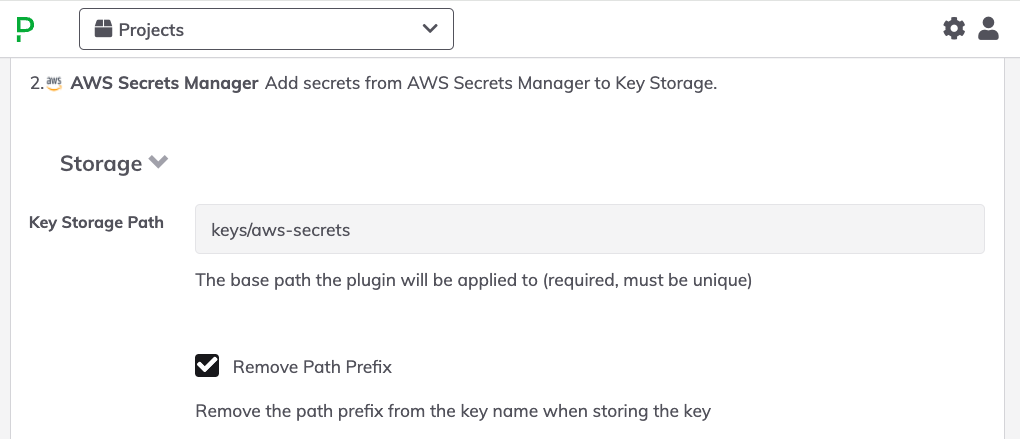 Projects
2. aws AWS Secrets Manager Add secrets from AWS Secrets Manager to Key Storage.
Storage
Key Storage Path
keys/aws-secrets
The base path the plugin will be applied to (required, must be unique)
Remove Path Prefix
Remove the path prefix from the key name when storing the key